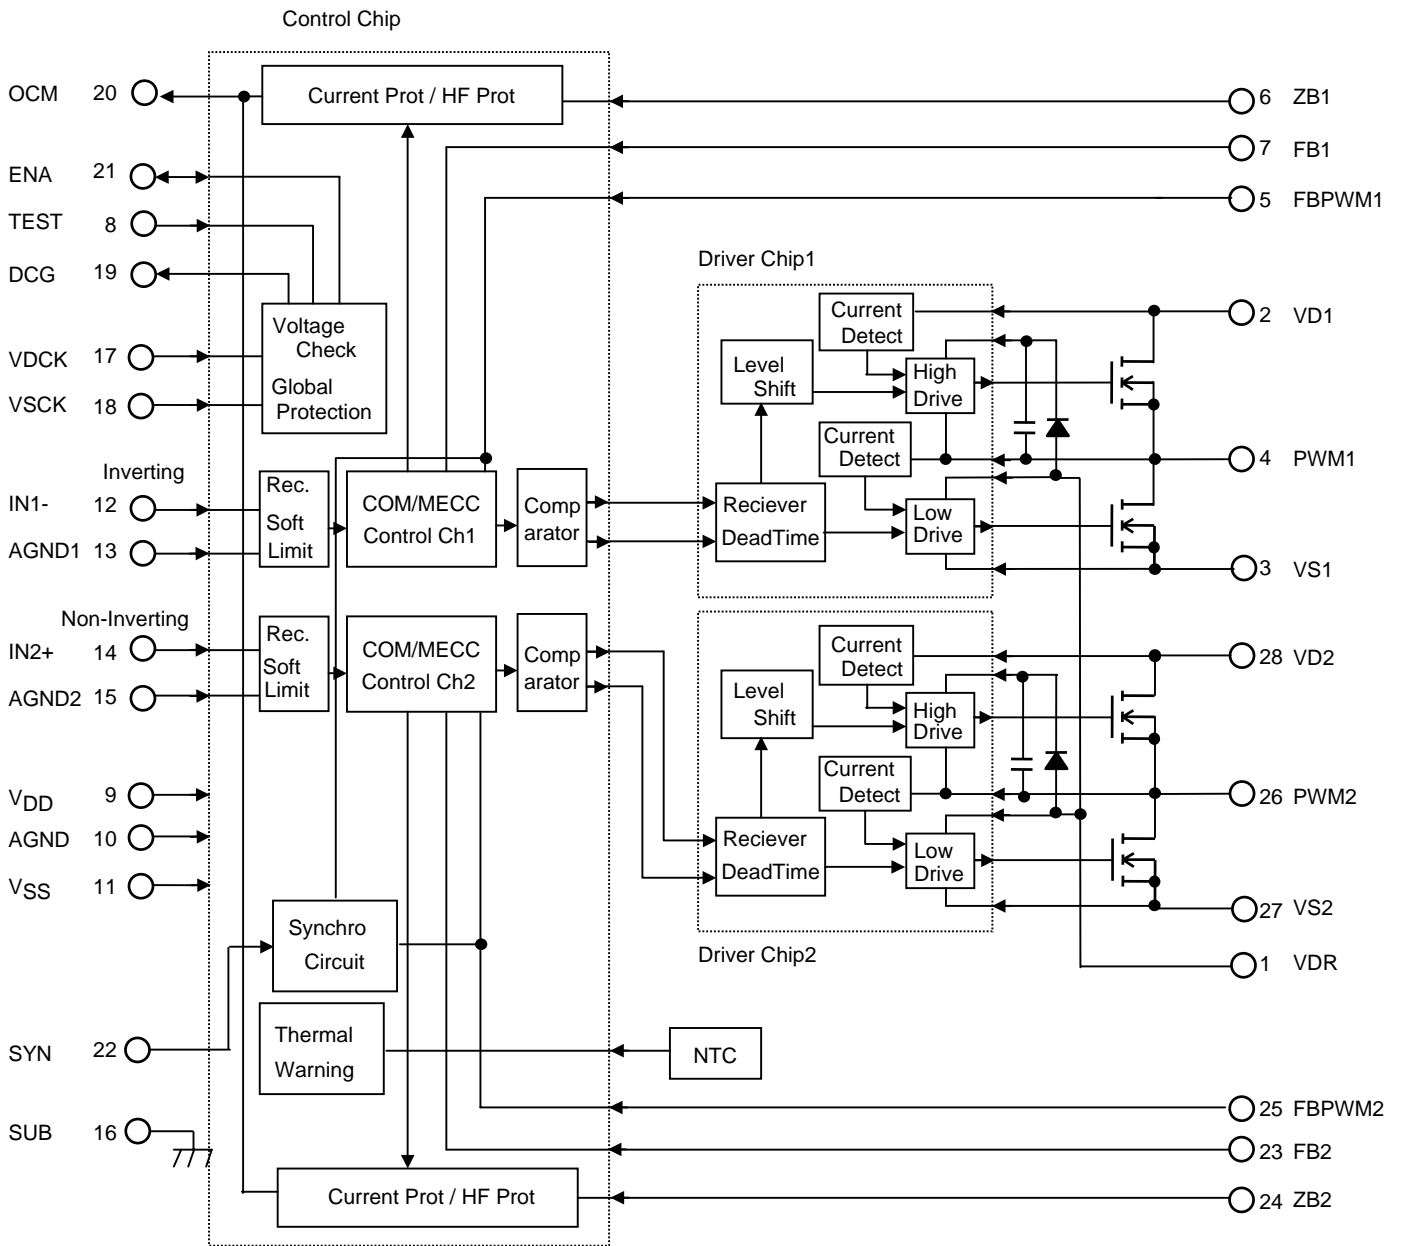 Control Chip
OCM 20
Current Prot / HF Prot
6 ZB1
7 FB1
ENA 21
5 FBPWM1
TEST 8
DCG 19
Driver Chip1
Voltage
Check
Global
Protection
Current
Detect
2 VD1
VDCK 17
Level
Shift
High
Drive
VSCK 18
Current
Detect
4 PWM1
Inverting
IN1- 12
AGND1 13
Rec.
Soft
Limit
COM/MECC
Control Ch1
Comp
arator
Reciever
DeadTime
Low
Drive
3 VS1
Non-Inverting
IN2+ 14
AGND2 15
Rec.
Soft
Limit
COM/MECC
Control Ch2
Comp
arator
Current
Detect
28 VD2
Level
Shift
High
Drive
Current
Detect
26 PWM2
VDD 9
AGND 10
VSS 11
Reciever
DeadTime
Low
Drive
27 VS2
Synchro
Circuit
Driver Chip2
1 VDR
SYN 22
Thermal
Warning
NTC
25 FBPWM2
SUB 16
23 FB2
Current Prot / HF Prot
24 ZB2